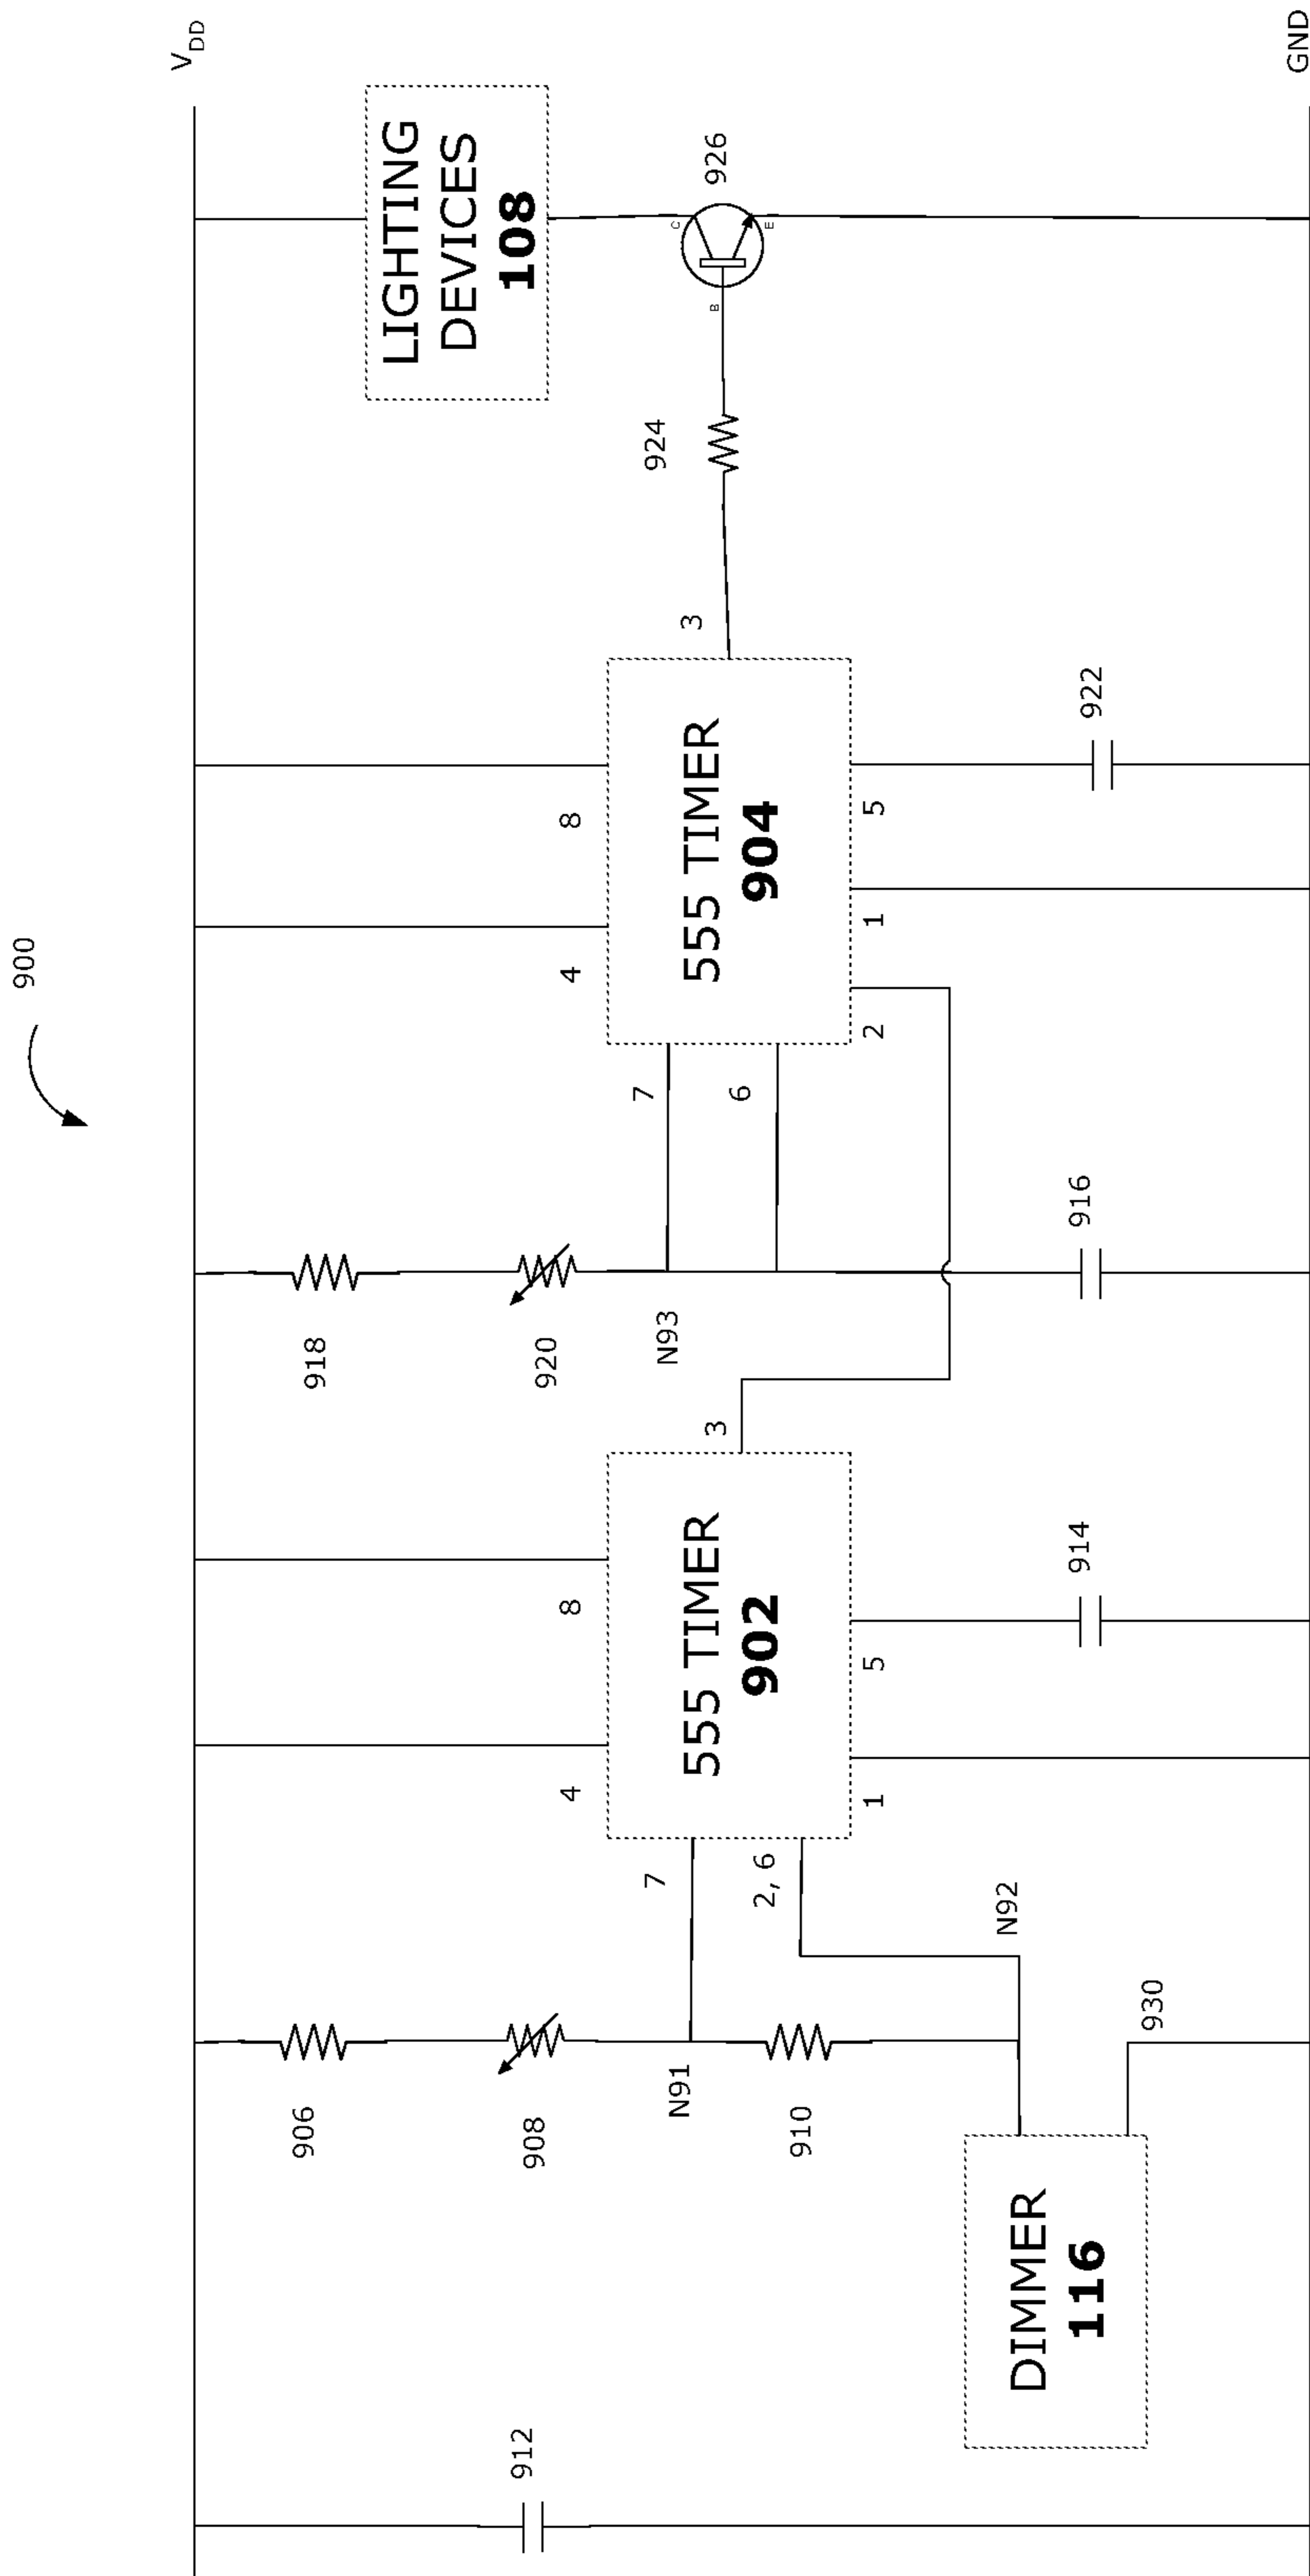 900
V_DD
906
918
LIGHTING
DEVICES
108
912
908
920
4
8
4
8
7
7
924
N91
N93
555 TIMER
902
3
555 TIMER
904
3
C
B
E
926
2, 6
6
910
1
5
2
1
5
N92
DIMMER
116
930
914
916
922
GND